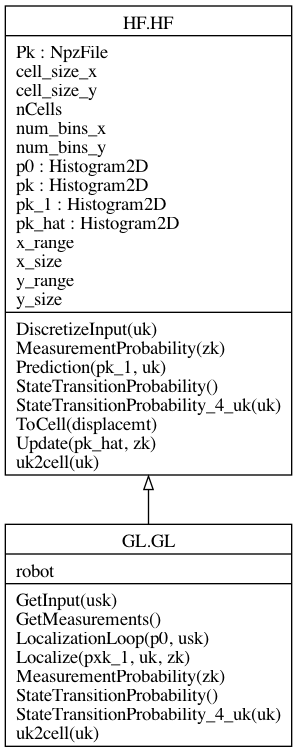 HF.HF
Pk : NpzFile
cell_size_x
cell_size_y
nCells
num_bins_x
num_bins_y
p0 : Histogram2D
pk : Histogram2D
pk_1 : Histogram2D
pk_hat : Histogram2D
x_range
x_size
y_range
y_size
DiscretizeInput(uk)
MeasurementProbability(zk)
Prediction(pk_1, uk)
StateTransitionProbability()
StateTransitionProbability_4_uk(uk)
ToCell(displacemt)
Update(pk_hat, zk)
uk2cell(uk)
GL.GL
robot
GetInput(usk)
GetMeasurements()
LocalizationLoop(p0, usk)
Localize(pxk_1, uk, zk)
MeasurementProbability(zk)
StateTransitionProbability()
StateTransitionProbability_4_uk(uk)
uk2cell(uk)